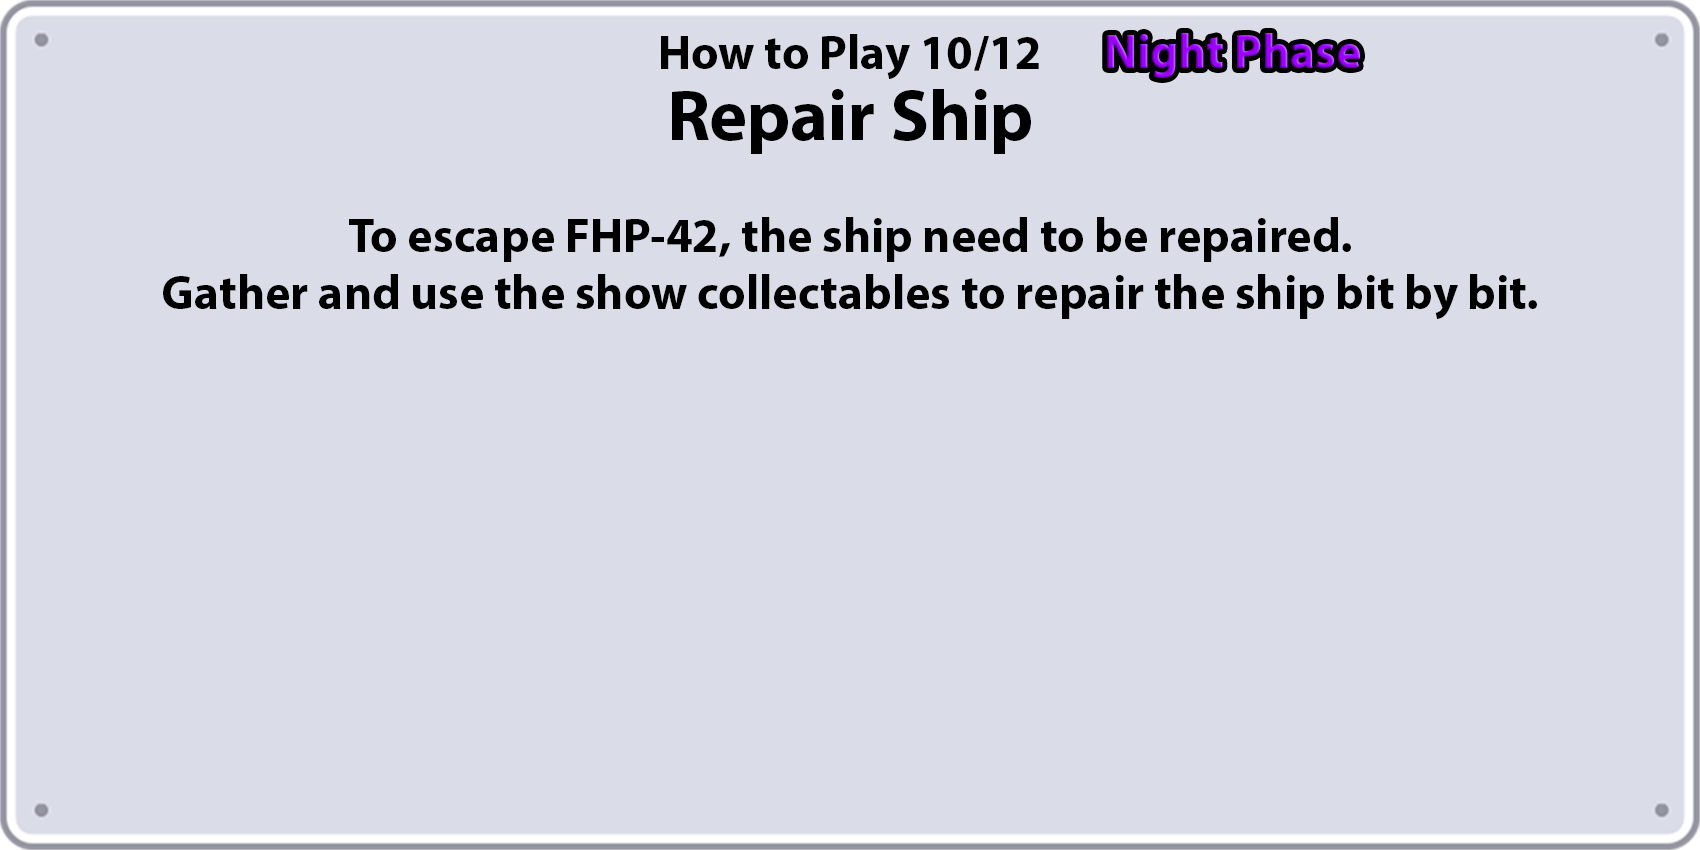 How to Play 10/12 Night Phase
Repair Ship
To escape FHP-42, the ship need to be repaired.
Gather and use the show collectables to repair the ship bit by bit.